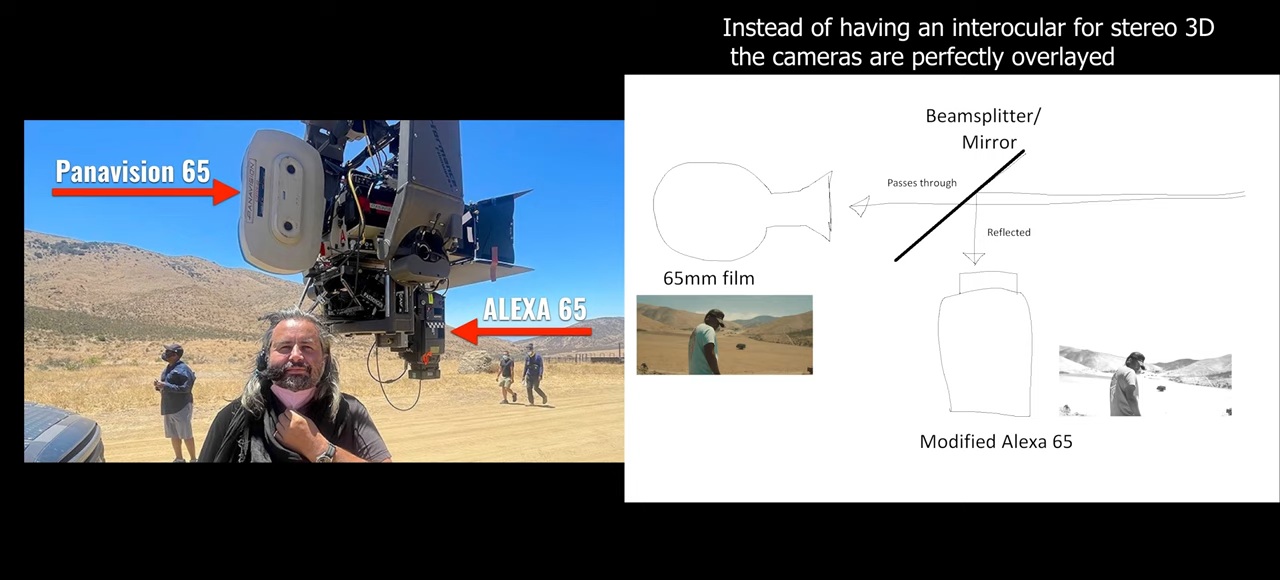 Instead of having an interocular for stereo 3D
the cameras are perfectly overlayed
Panavision 65
PANAVISION
ALEXA 65
Beamsplitter/
Mirror
Passes through
Reflected
65mm film
Modified Alexa 65